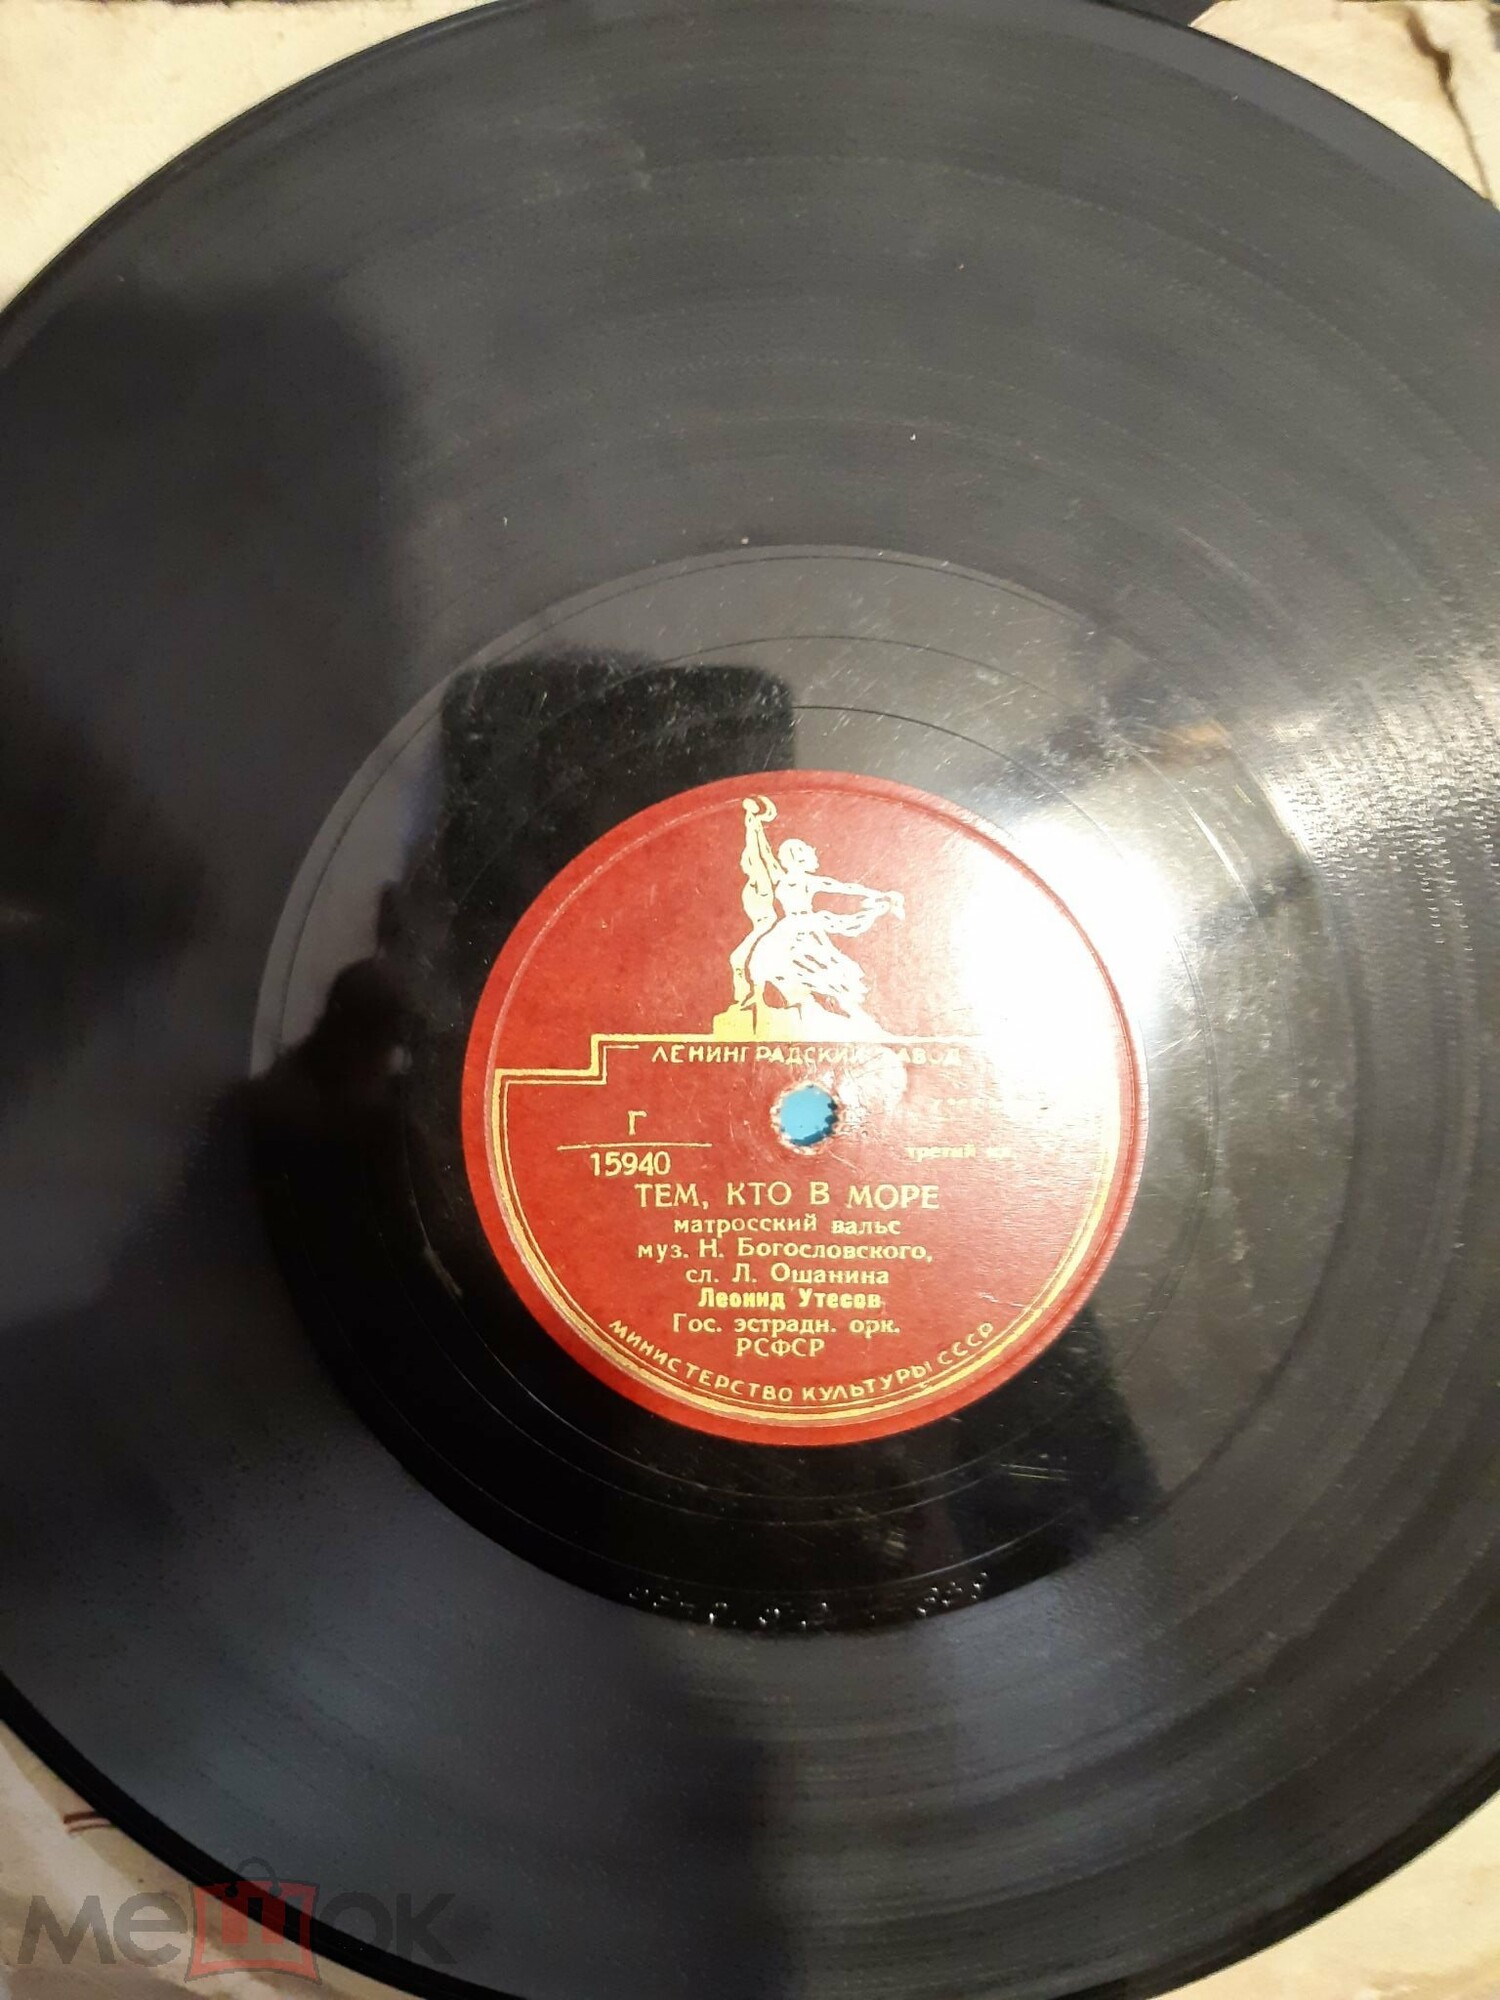 ЛЕНИНГРАДСКИЙ ЗАВОД
Г
15940
третий
ТЕМ, КТО В МОРЕ
матросский вальс
муз. Н. Богословского,
сл. Л. Ошанина
Леонид Утесов
Гос. эстрадн. орк.
РСФСР
МИНИСТЕРСТВО КУЛЬТУРЫ СССР
мешок